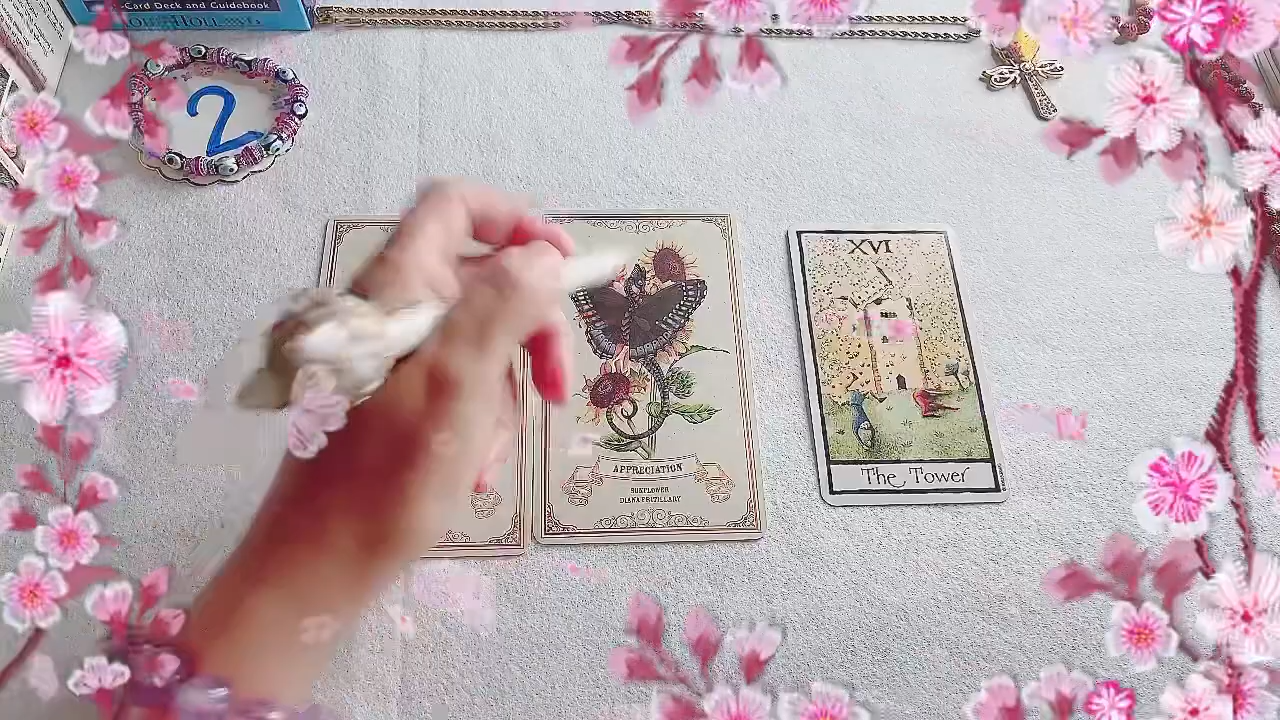 -Card Deck and Guidebook
2
XVI
The Tower
APPRECIATION
SUNFLOWER
DIANA FRITILLARY